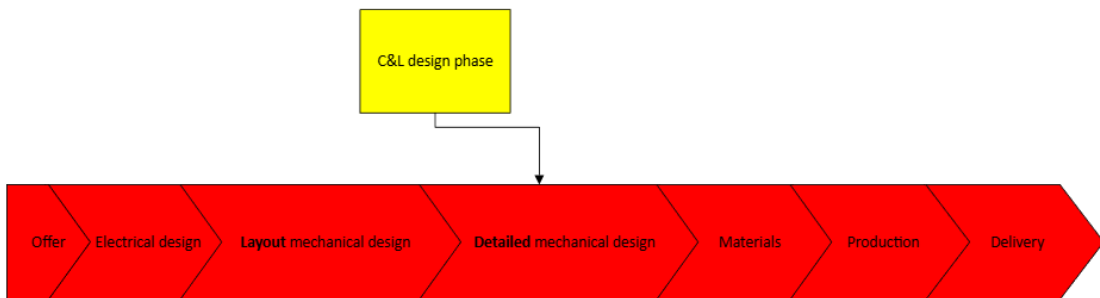 C&L design phase
Offer
Electrical design
Layout mechanical design
Detailed mechanical design
Materials
Production
Delivery